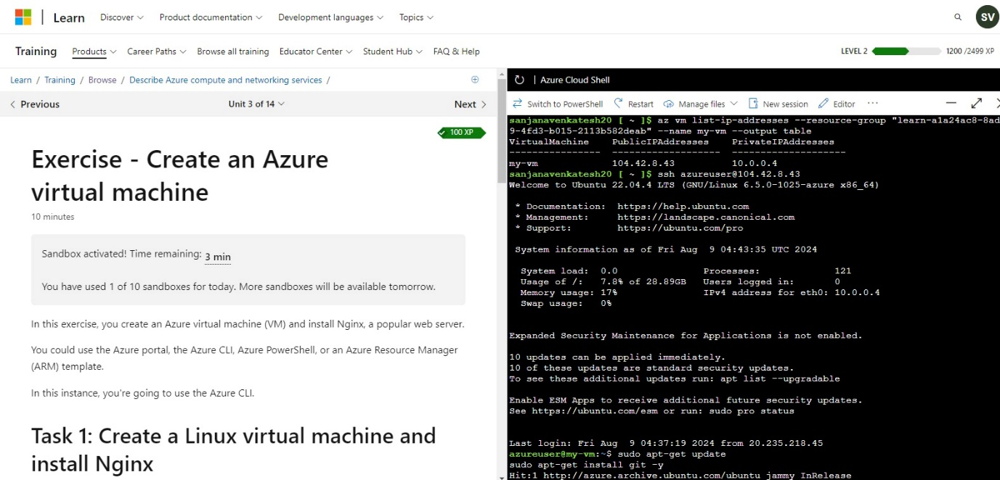 Learn Discover Product documentation Development languages Topics SV
Training Products Career Paths Browse all training Educator Center Student Hub FAQ & Help LEVEL 2 1200 /2499 XP
Learn / Training / Browse / Describe Azure compute and networking services /
< Previous Unit 3 of 14 Next >
100 XP
Exercise - Create an Azure
virtual machine
10 minutes
Sandbox activated! Time remaining: 3 min
You have used 1 of 10 sandboxes for today. More sandboxes will be available tomorrow.
In this exercise, you create an Azure virtual machine (VM) and install Nginx, a popular web server.
You could use the Azure portal, the Azure CLI, Azure PowerShell, or an Azure Resource Manager
(ARM) template.
In this instance, you're going to use the Azure CLI.
Task 1: Create a Linux virtual machine and
install Nginx
| Azure Cloud Shell
Switch to PowerShell Restart Manage files New session Editor ···
sanjanavenkatesh20 [ ~ ]$ az vm list-ip-addresses --resource-group "learn-a1a24ac8-8ad
9-4fd3-b015-2113b582deab" --name my-vm --output table
VirtualMachine PublicIPAddresses PrivateIPAddresses
---------------- ------------------- --------------------
my-vm 104.42.8.43 10.0.0.4
sanjanavenkatesh20 [ ~ ]$ ssh azureuser@104.42.8.43
Welcome to Ubuntu 22.04.4 LTS (GNU/Linux 6.5.0-1025-azure x86_64)
* Documentation: https://help.ubuntu.com
* Management: https://landscape.canonical.com
* Support: https://ubuntu.com/pro
System information as of Fri Aug 9 04:43:35 UTC 2024
System load: 0.0 Processes: 121
Usage of /: 7.8% of 28.89GB Users logged in: 0
Memory usage: 17% IPv4 address for eth0: 10.0.0.4
Swap usage: 0%
Expanded Security Maintenance for Applications is not enabled.
10 updates can be applied immediately.
10 of these updates are standard security updates.
To see these additional updates run: apt list --upgradable
Enable ESM Apps to receive additional future security updates.
See https://ubuntu.com/esm or run: sudo pro status
Last login: Fri Aug 9 04:37:19 2024 from 20.235.218.45
azureuser@my-vm:~$ sudo apt-get update
sudo apt-get install git -y
Hit:1 http://azure.archive.ubuntu.com/ubuntu jammy InRelease